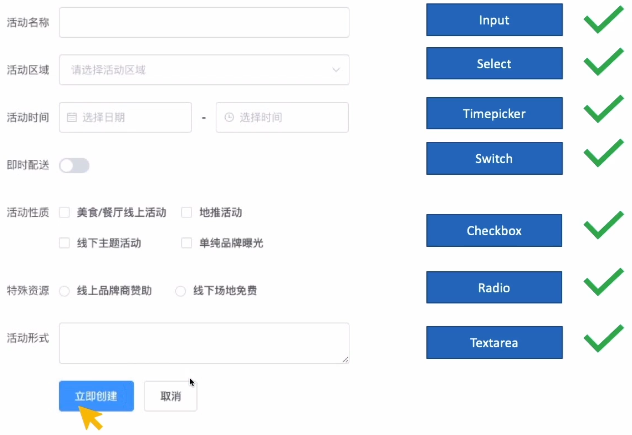 活动名称 Input
活动区域 请选择活动区域 Select
活动时间 选择日期 - 选择时间 Timepicker
即时配送 Switch
活动性质 美食/餐厅线上活动 地推活动
线下主题活动 单纯品牌曝光 Checkbox
特殊资源 线上品牌商赞助 线下场地免费 Radio
活动形式 Textarea
立即创建 取消